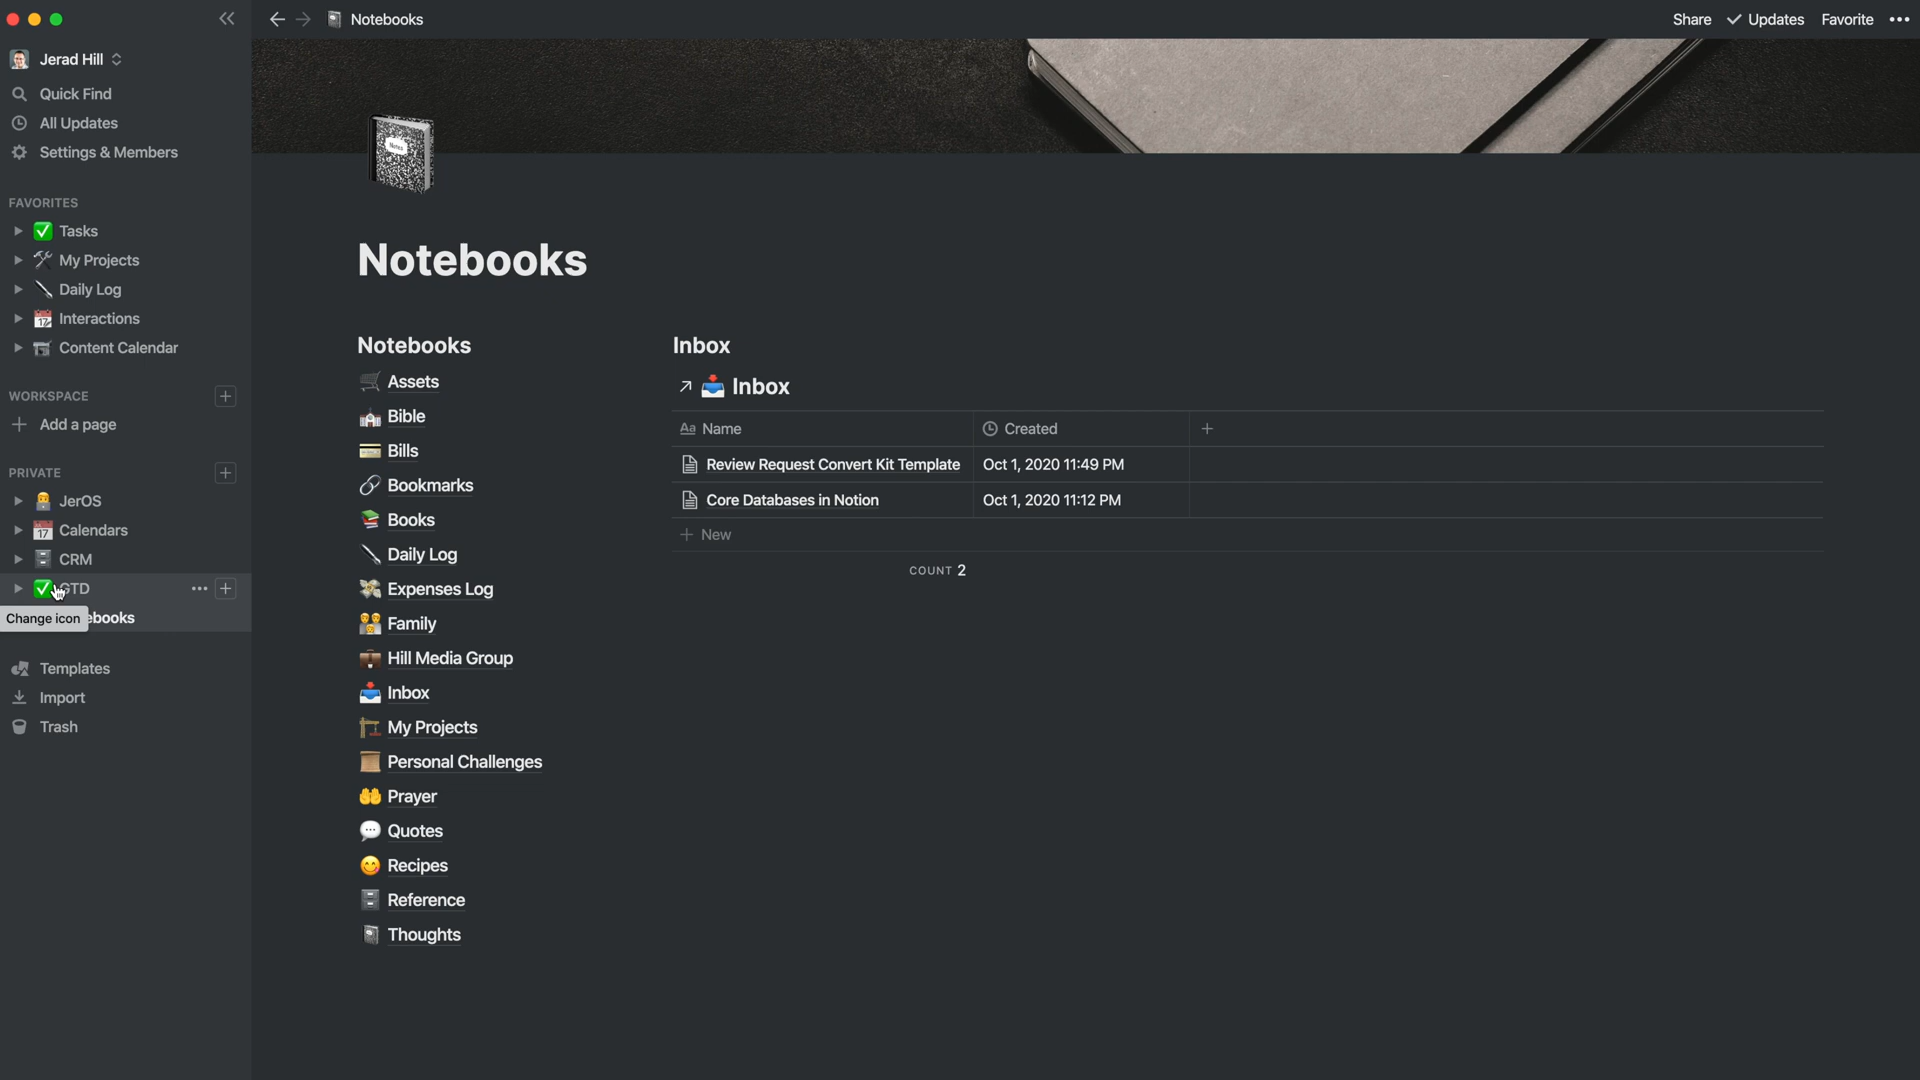 Notebooks
Share
Updates
Favorite
Jerad Hill
Quick Find
All Updates
Settings & Members
FAVORITES
Tasks
My Projects
Daily Log
Interactions
Content Calendar
WORKSPACE
Add a page
PRIVATE
JerOS
Calendars
CRM
GTD
Change icon
ebooks
Templates
Import
Trash
Notes
Notebooks
Notebooks
Assets
Bible
Bills
Bookmarks
Books
Daily Log
Expenses Log
Family
Hill Media Group
Inbox
My Projects
Personal Challenges
Prayer
Quotes
Recipes
Reference
Thoughts
Inbox
Inbox
Aa Name
Created
Review Request Convert Kit Template
Oct 1, 2020 11:49 PM
Core Databases in Notion
Oct 1, 2020 11:12 PM
New
COUNT 2